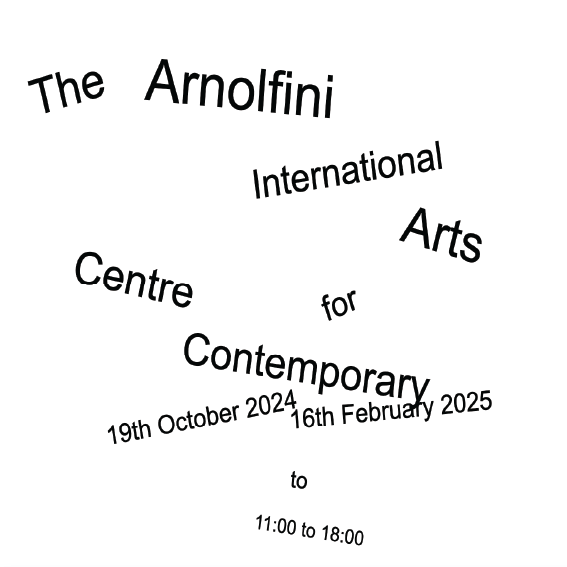 The Arnolfini
International
Arts
Centre
for
Contemporary
19th October 2024
16th February 2025
to
11:00 to 18:00